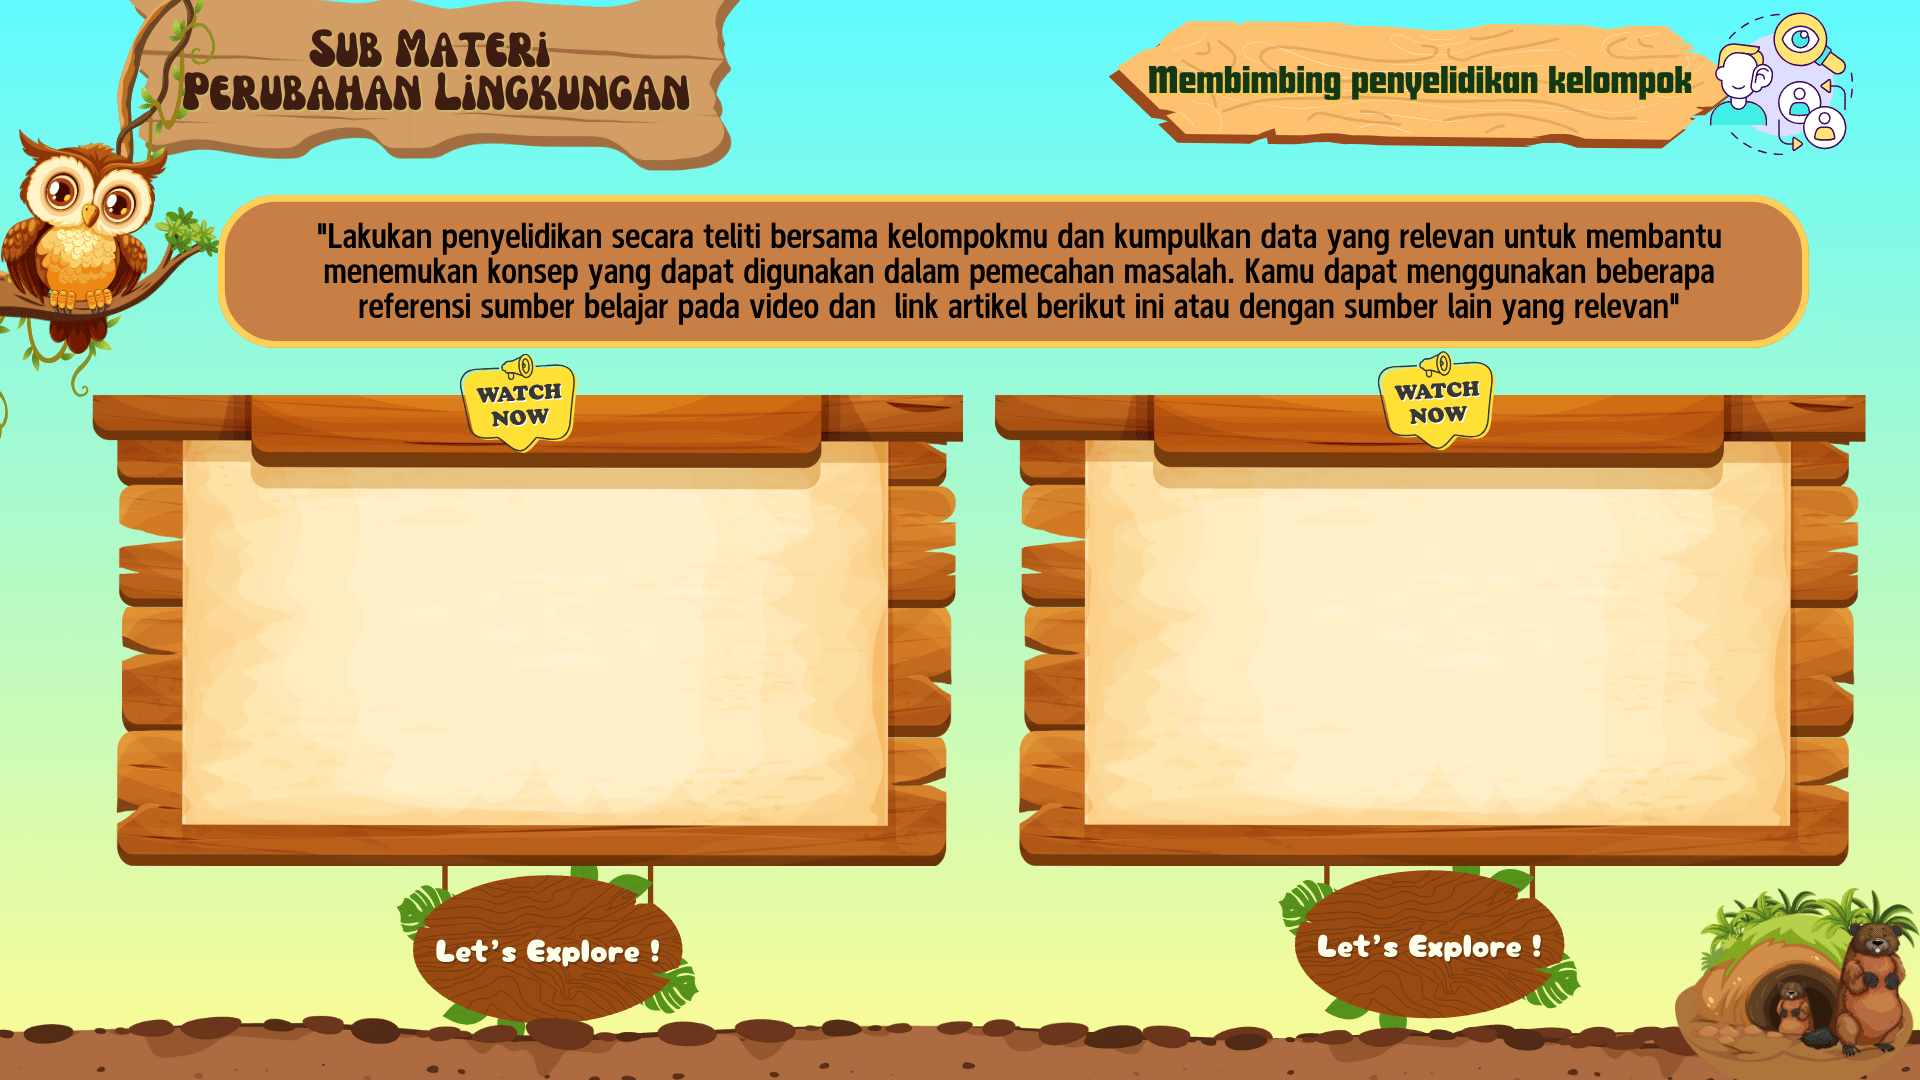 SUB MATERI
PERUBAHAN LINGKUNGAN
Membimbing penyelidikan kelompok
"Lakukan penyelidikan secara teliti bersama kelompokmu dan kumpulkan data yang relevan untuk membantu
menemukan konsep yang dapat digunakan dalam pemecahan masalah. Kamu dapat menggunakan beberapa
referensi sumber belajar pada video dan  link artikel berikut ini atau dengan sumber lain yang relevan"
WATCH
NOW
WATCH
NOW
Let's Explore !
Let's Explore !